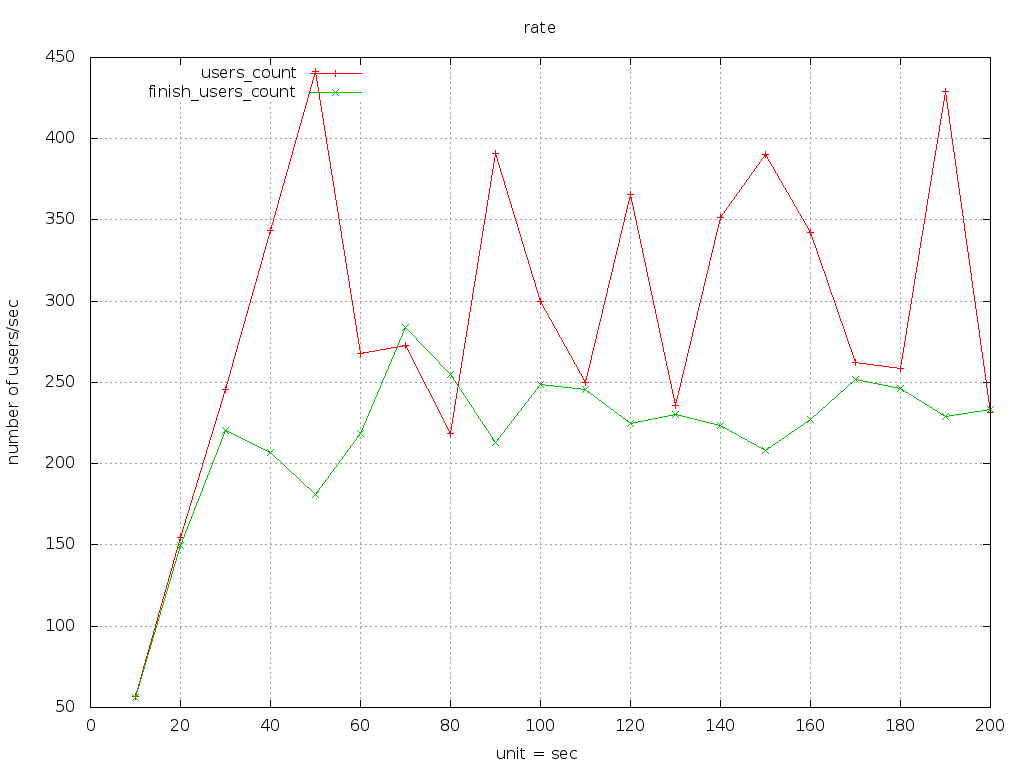 rate
users_count
finish_users_count
number of users/sec
450
400
350
300
250
200
150
100
50
0 20 40 60 80 100 120 140 160 180 200
unit = sec